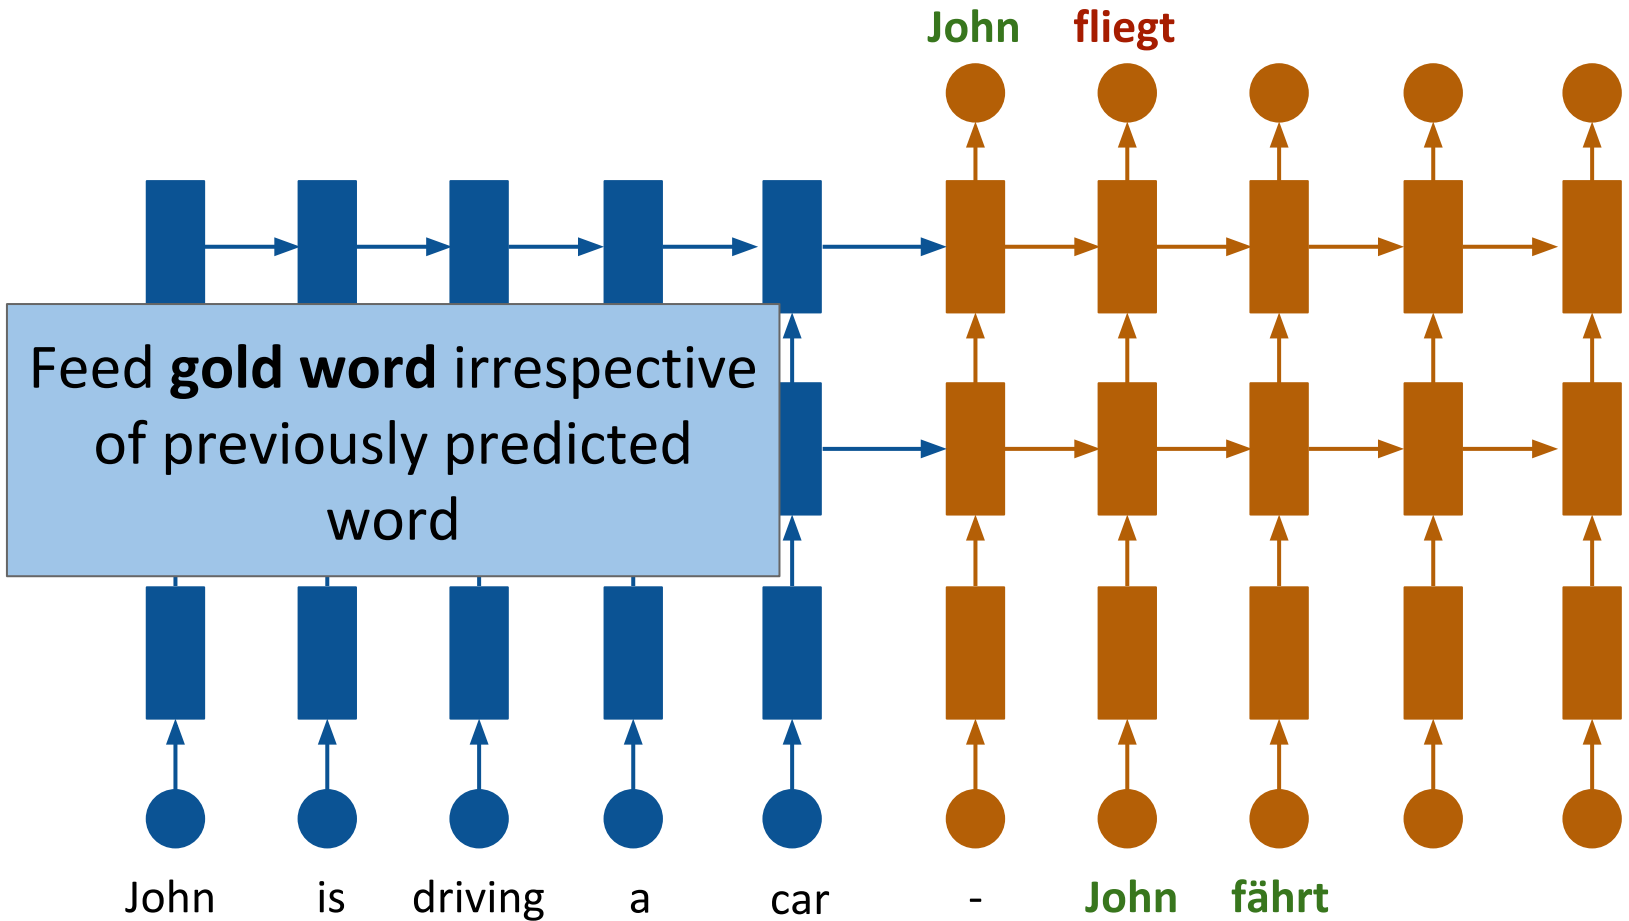 John fliegt
Feed gold word irrespective
of previously predicted
word
John is driving a car - John fährt